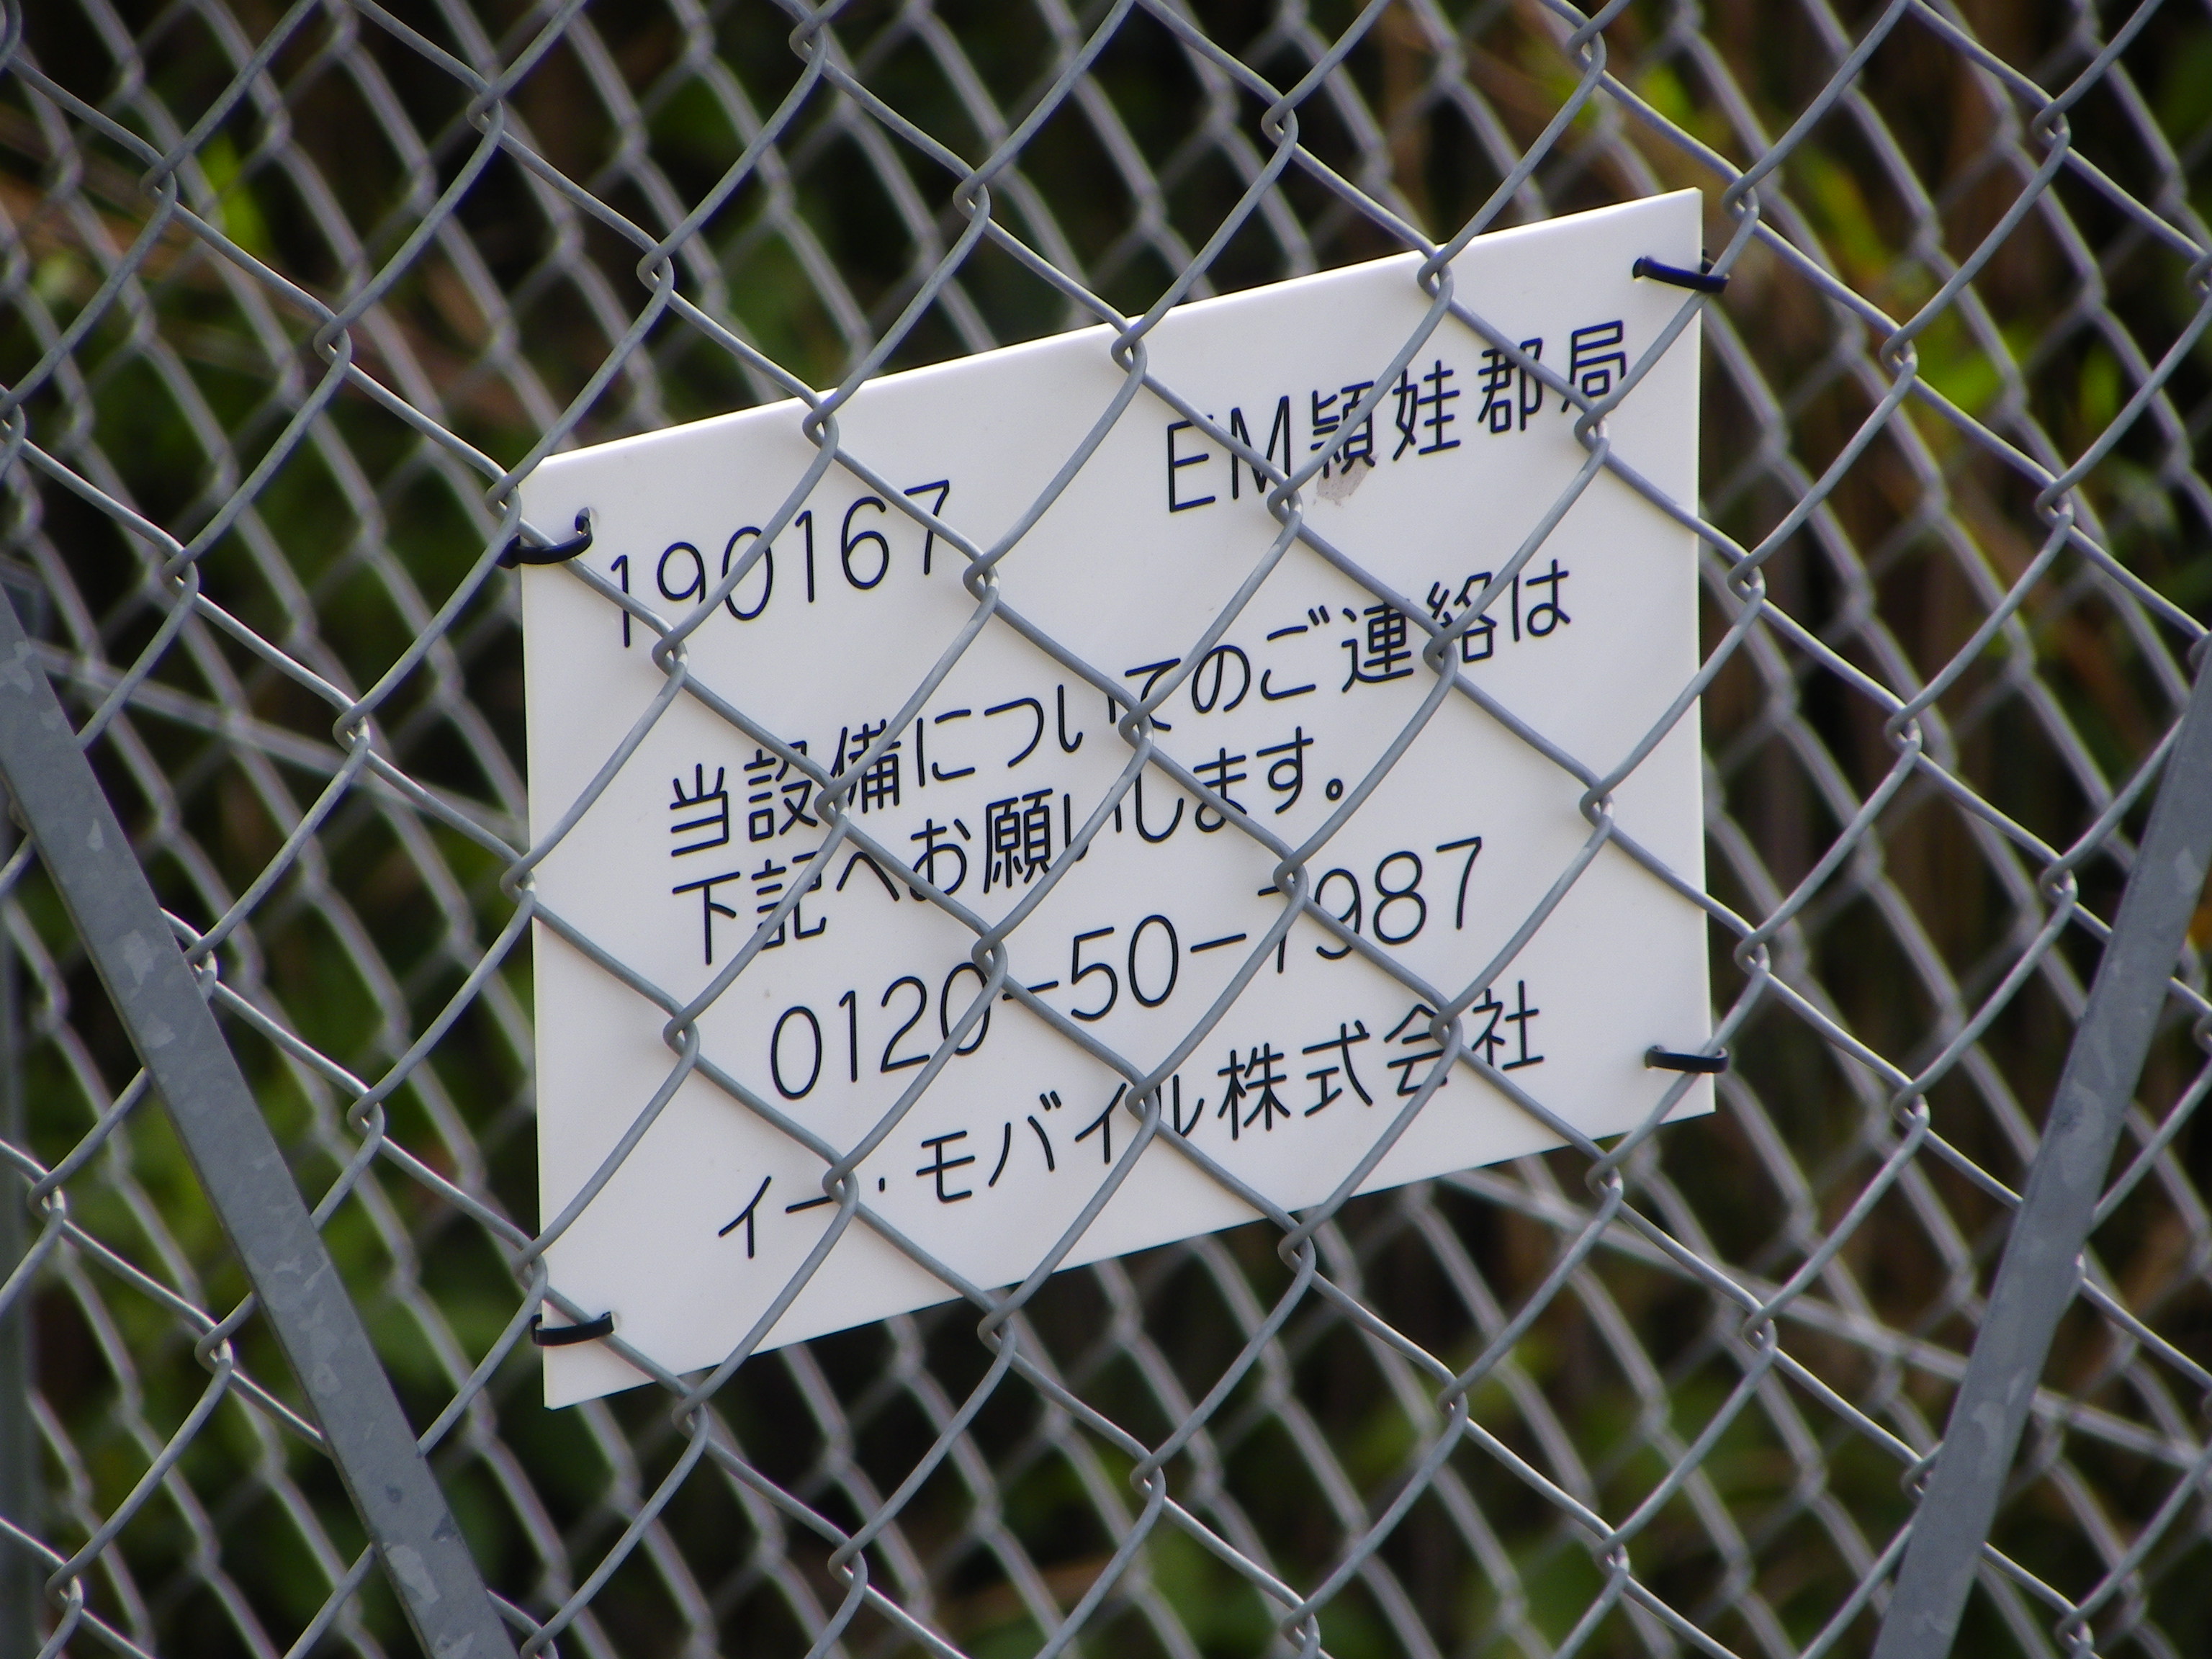 190167 EM頴娃郡局
当設備についてのご連絡は
下記へお願いします。
0120-50-7987
イー・モバイル株式会社